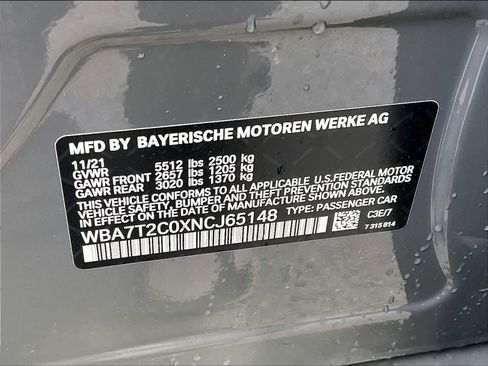 MFD BY BAYERISCHE MOTOREN WERKE AG
11/21 5512 lbs 2500 kg
GVWR
GAWR FRONT 2657 lbs 1205 kg
GAWR REAR 3020 lbs 1370 kg
THIS VEHICLE CONFORMS TO ALL APPLICABLE U.S. FEDERAL MOTOR
VEHICLE SAFETY, BUMPER, AND THEFT PREVENTION STANDARDS
IN EFFECT ON THE DATE OF MANUFACTURE SHOWN ABOVE.
WBA7T2C0XNCJ65148 TYPE: PASSENGER CAR
C3E/7
7 315 814